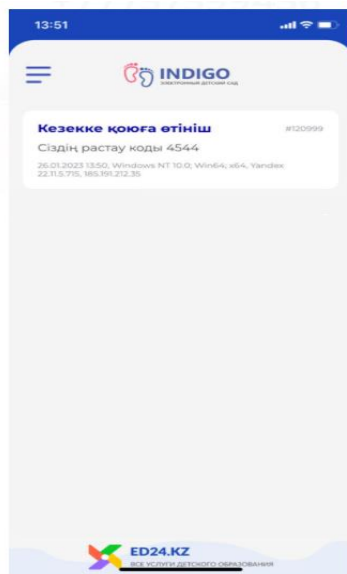 13:51
INDIGO
ЭЛЕКТРОННЫЙ ДЕТСКИЙ САД
Кезекке қоюға өтініш
#120999
Сіздің растау коды 4544
26.01.2023 13:50, Windows NT 10.0; Win64; x64, Yandex
22.11.5.715, 185.191.212.35
ED24.KZ
ВСЕ УСЛУГИ ДЕТСКОГО ОБРАЗОВАНИЯ